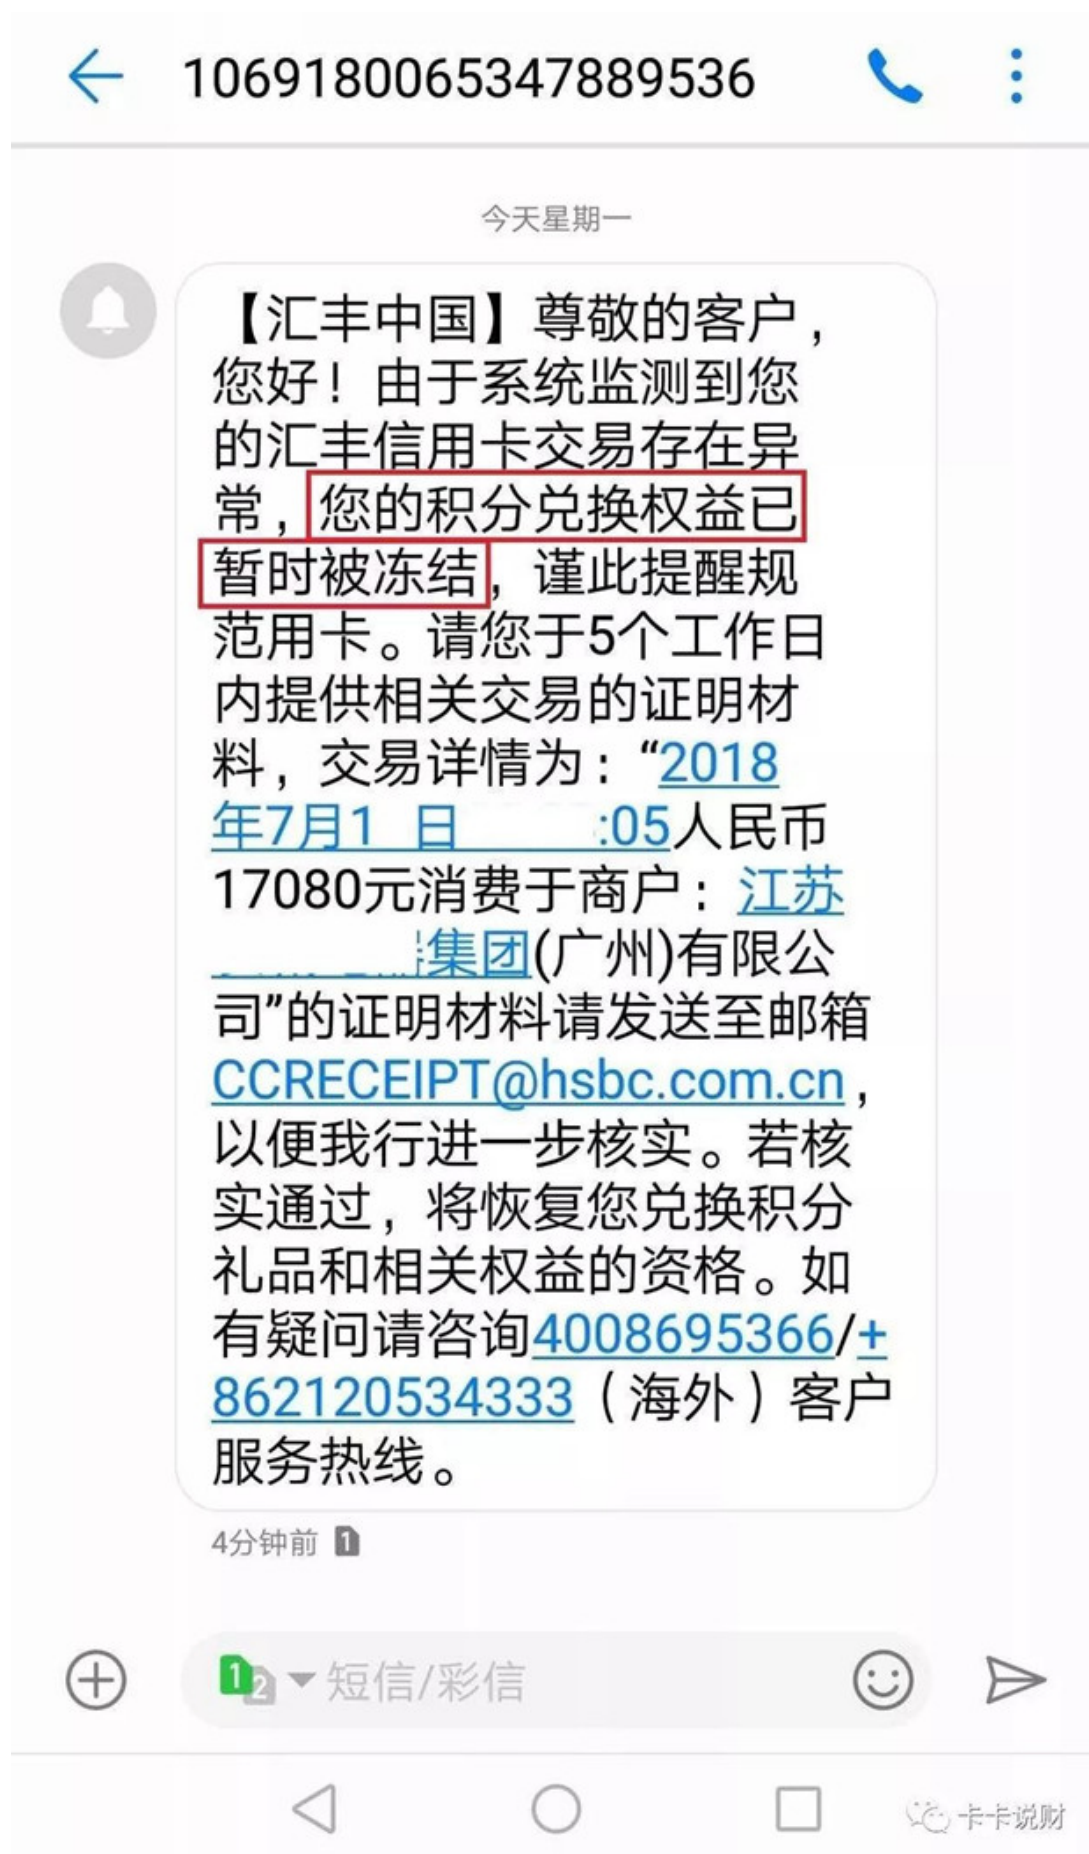 1069180065347889536
今天星期一
【汇丰中国】尊敬的客户，
您好！由于系统监测到您
的汇丰信用卡交易存在异
常，您的积分兑换权益已
暂时被冻结，谨此提醒规
范用卡。请您于5个工作日
内提供相关交易的证明材
料，交易详情为：“2018
年7月1 日 :05人民币
17080元消费于商户：江苏
集团(广州)有限公
司”的证明材料请发送至邮箱
CCRECEIPT@hsbc.com.cn，
以便我行进一步核实。若核
实通过，将恢复您兑换积分
礼品和相关权益的资格。如
有疑问请咨询4008695366/+
862120534333（海外）客户
服务热线。
4分钟前 1
1 2 短信/彩信
卡卡说财